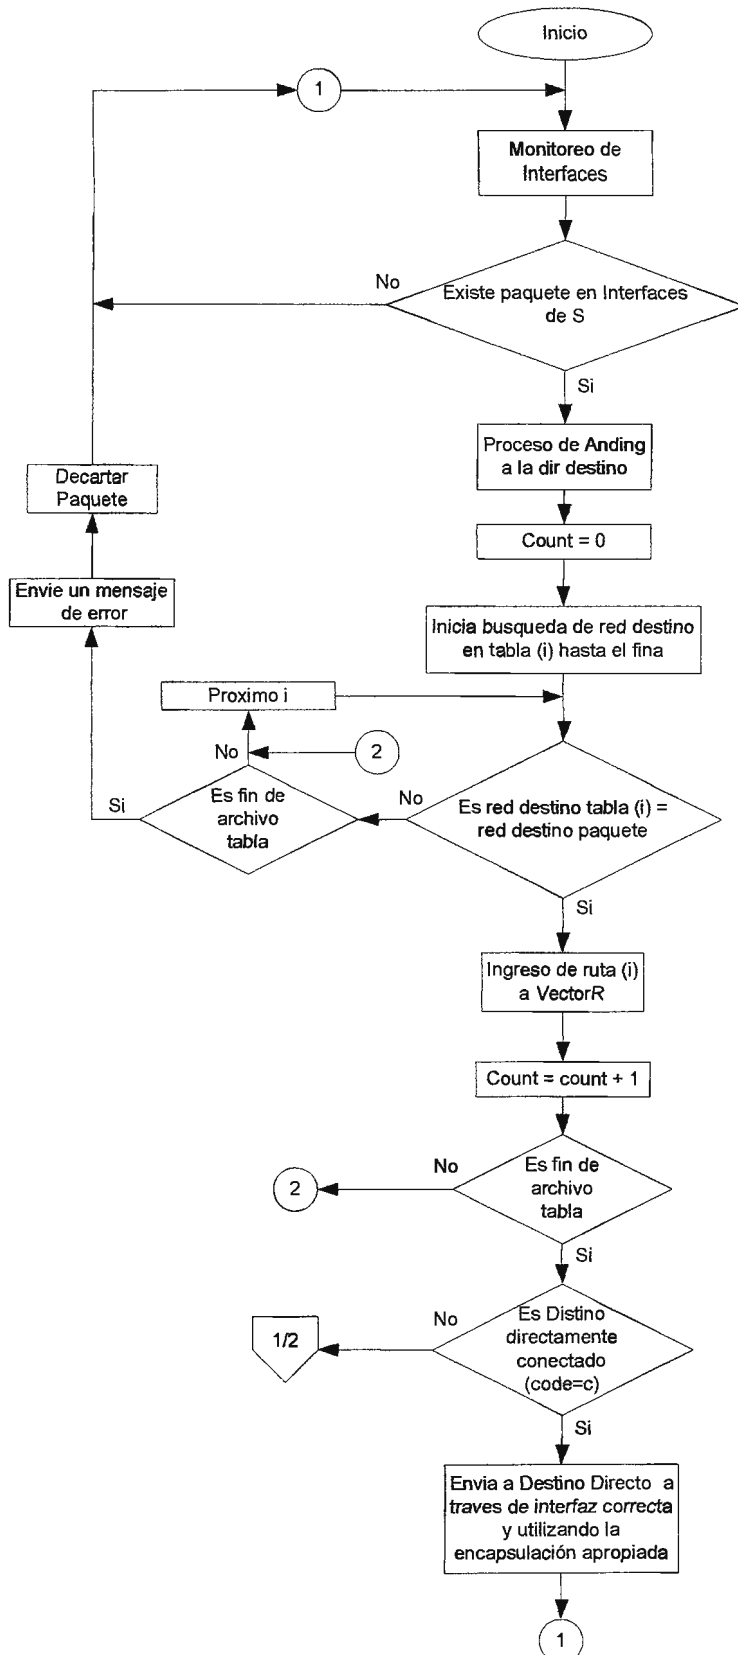 Inicio
1
Monitoreo de
Interfaces
No
Existe paquete en Interfaces
de S
Si
Proceso de Anding
a la dir destino
Decartar
Paquete
Count = 0
Envie un mensaje
de error
Inicia busqueda de red destino
en tabla (i) hasta el fina
Proximo i
No
2
Si
Es fin de
archivo
tabla
No
Es red destino tabla (i) =
red destino paquete
Si
Ingreso de ruta (i)
a VectorR
Count = count + 1
No
Es fin de
archivo
tabla
2
Si
No
Es Distino
directamente
conectado
(code=c)
1/2
Si
Envia a Destino Directo a
traves de interfaz correcta
y utilizando la
encapsulación apropiada
1